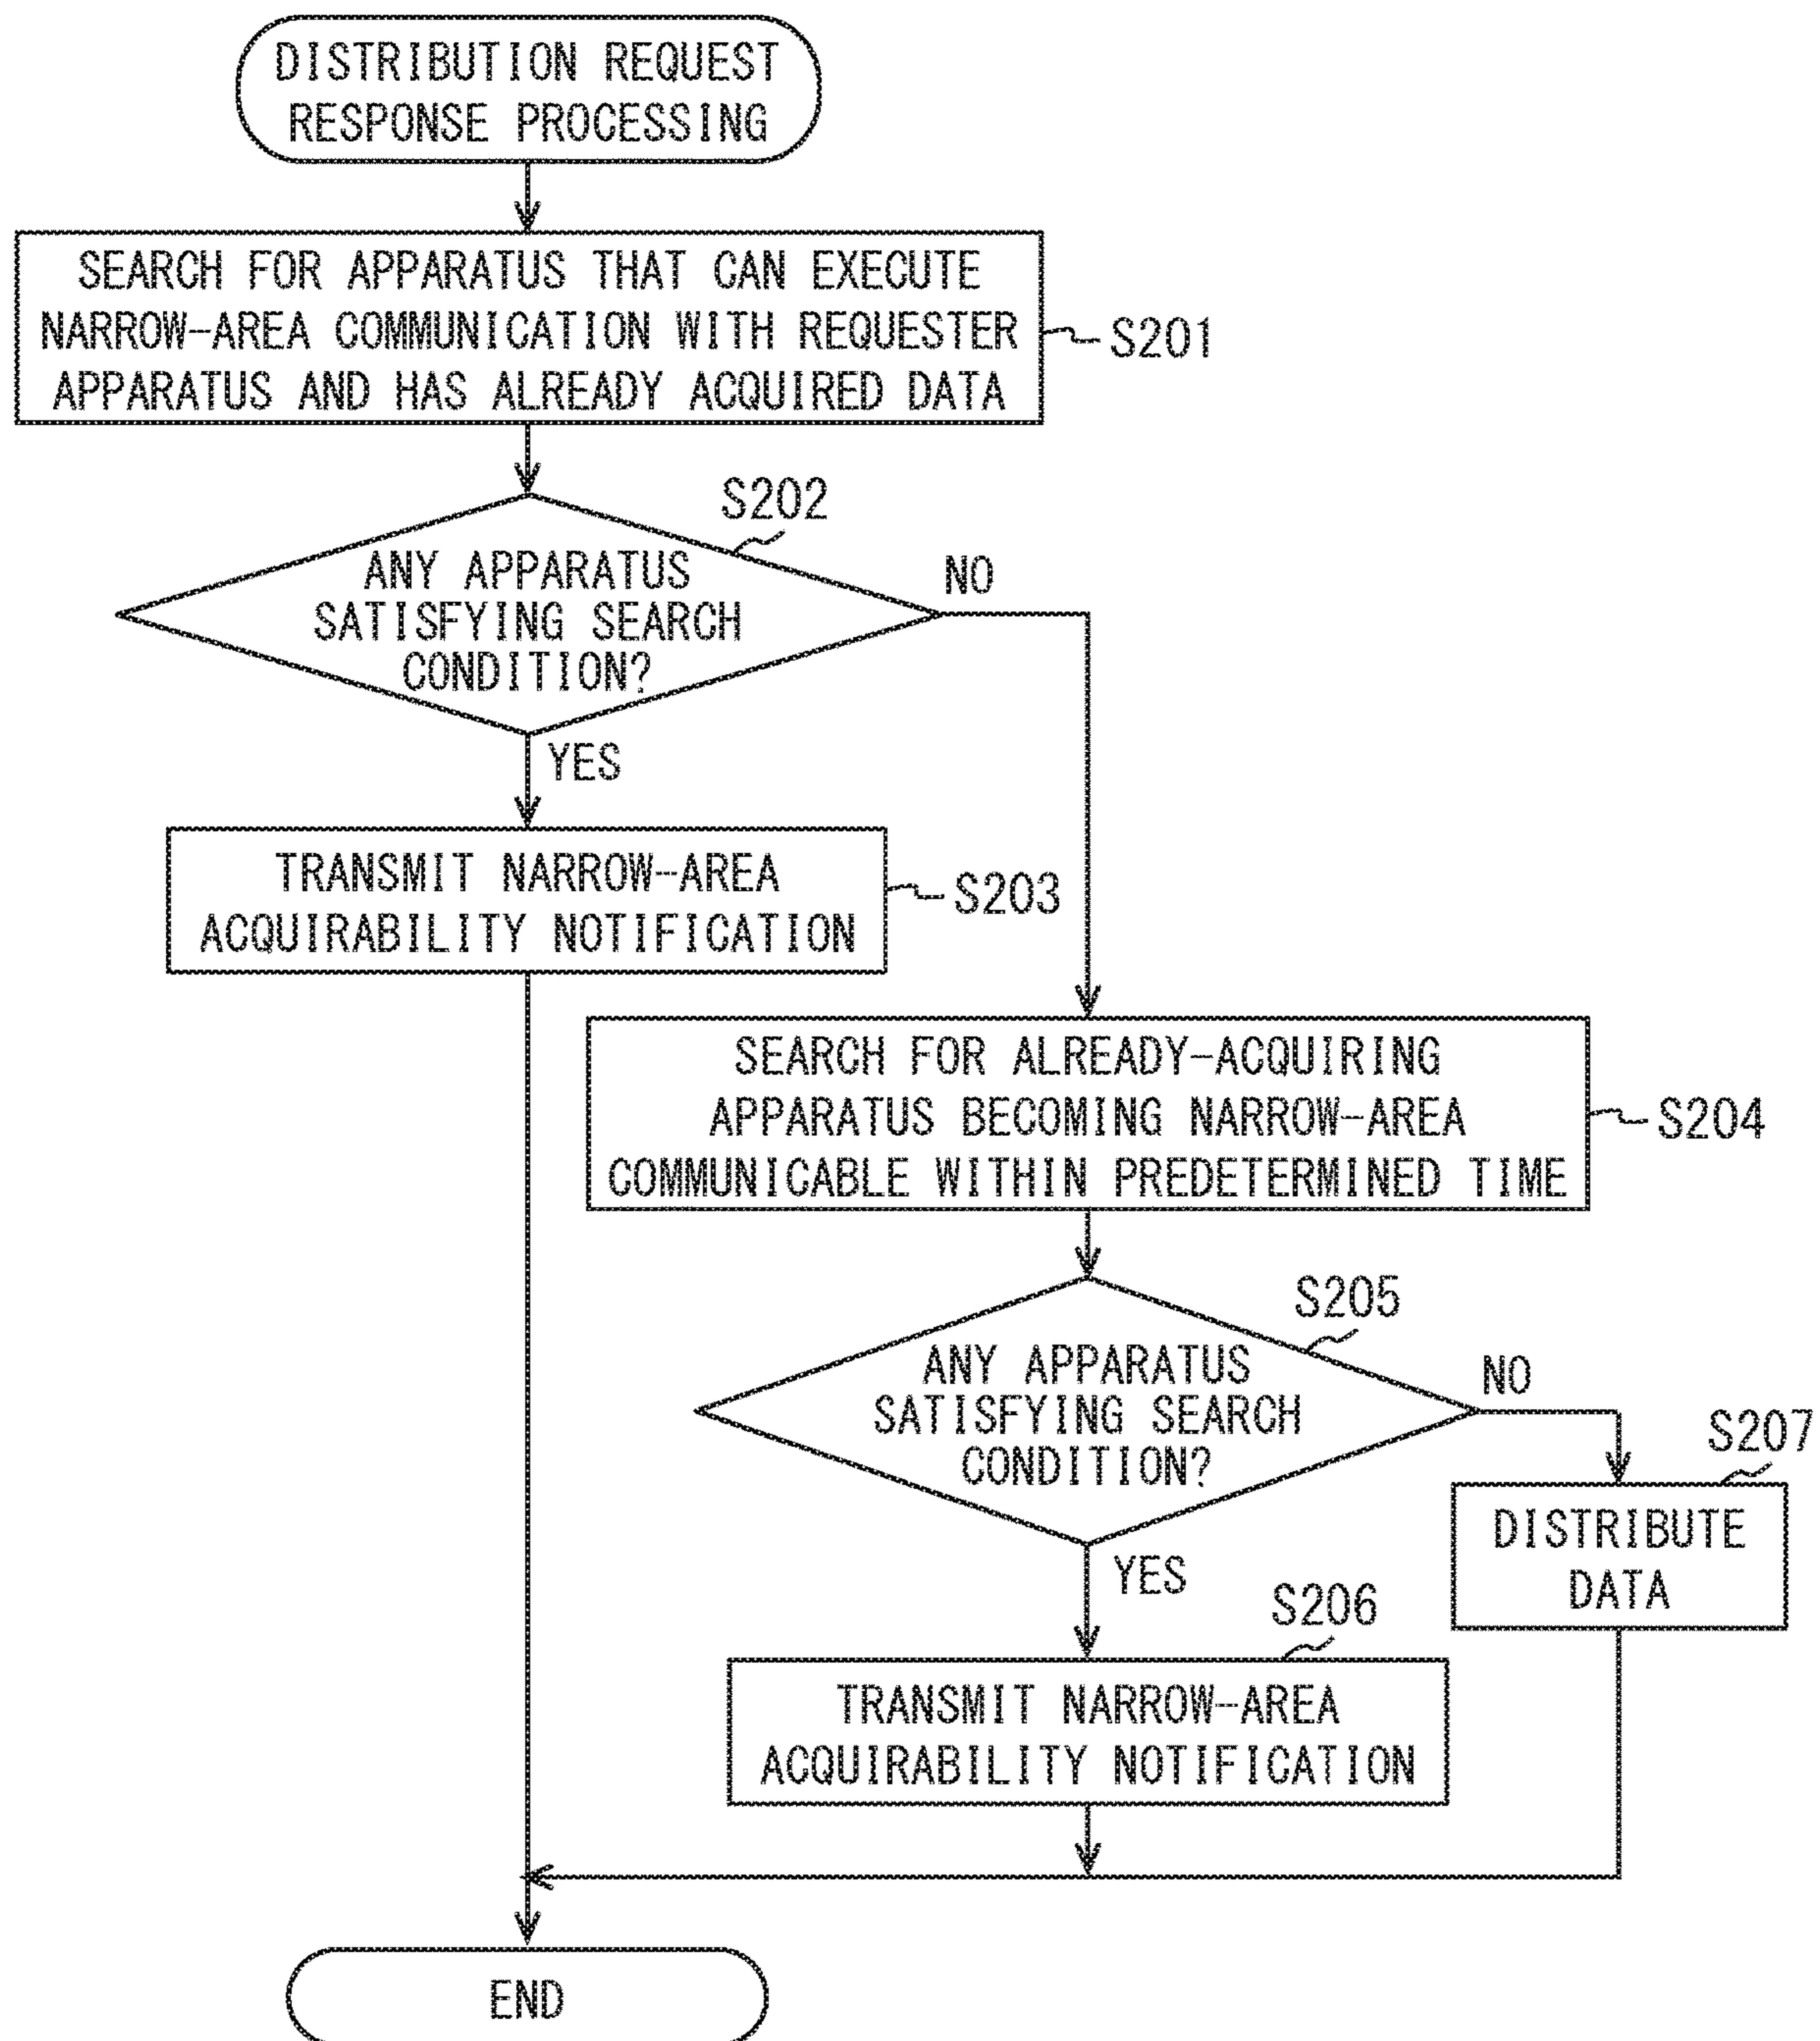 DISTRIBUTION REQUEST
RESPONSE PROCESSING
SEARCH FOR APPARATUS THAT CAN EXECUTE
NARROW-AREA COMMUNICATION WITH REQUESTER
APPARATUS AND HAS ALREADY ACQUIRED DATA
S201
S202
ANY APPARATUS
SATISFYING SEARCH
CONDITION?
NO
YES
TRANSMIT NARROW-AREA
ACQUIRABILITY NOTIFICATION
S203
SEARCH FOR ALREADY-ACQUIRING
APPARATUS BECOMING NARROW-AREA
COMMUNICABLE WITHIN PREDETERMINED TIME
S204
S205
ANY APPARATUS
SATISFYING SEARCH
CONDITION?
NO
S207
DISTRIBUTE
DATA
YES
S206
TRANSMIT NARROW-AREA
ACQUIRABILITY NOTIFICATION
END